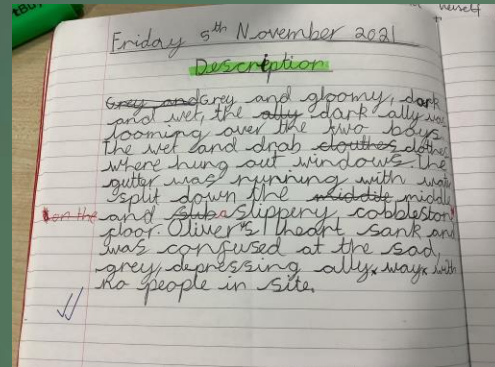 herself
Friday 5th November 2021
Description
Grey and Grey and gloomy, dark
and wet, the ally dark ally was
looming over the two boys
the wet and drab clouthes clothes
where hung out windows. the
gutter was running with water
split down the middile middle
on the and slub a slippery cobblestone
floor. Oliver's heart sank and
was confused at the sad,
grey, depressing ally way with
no people in site.